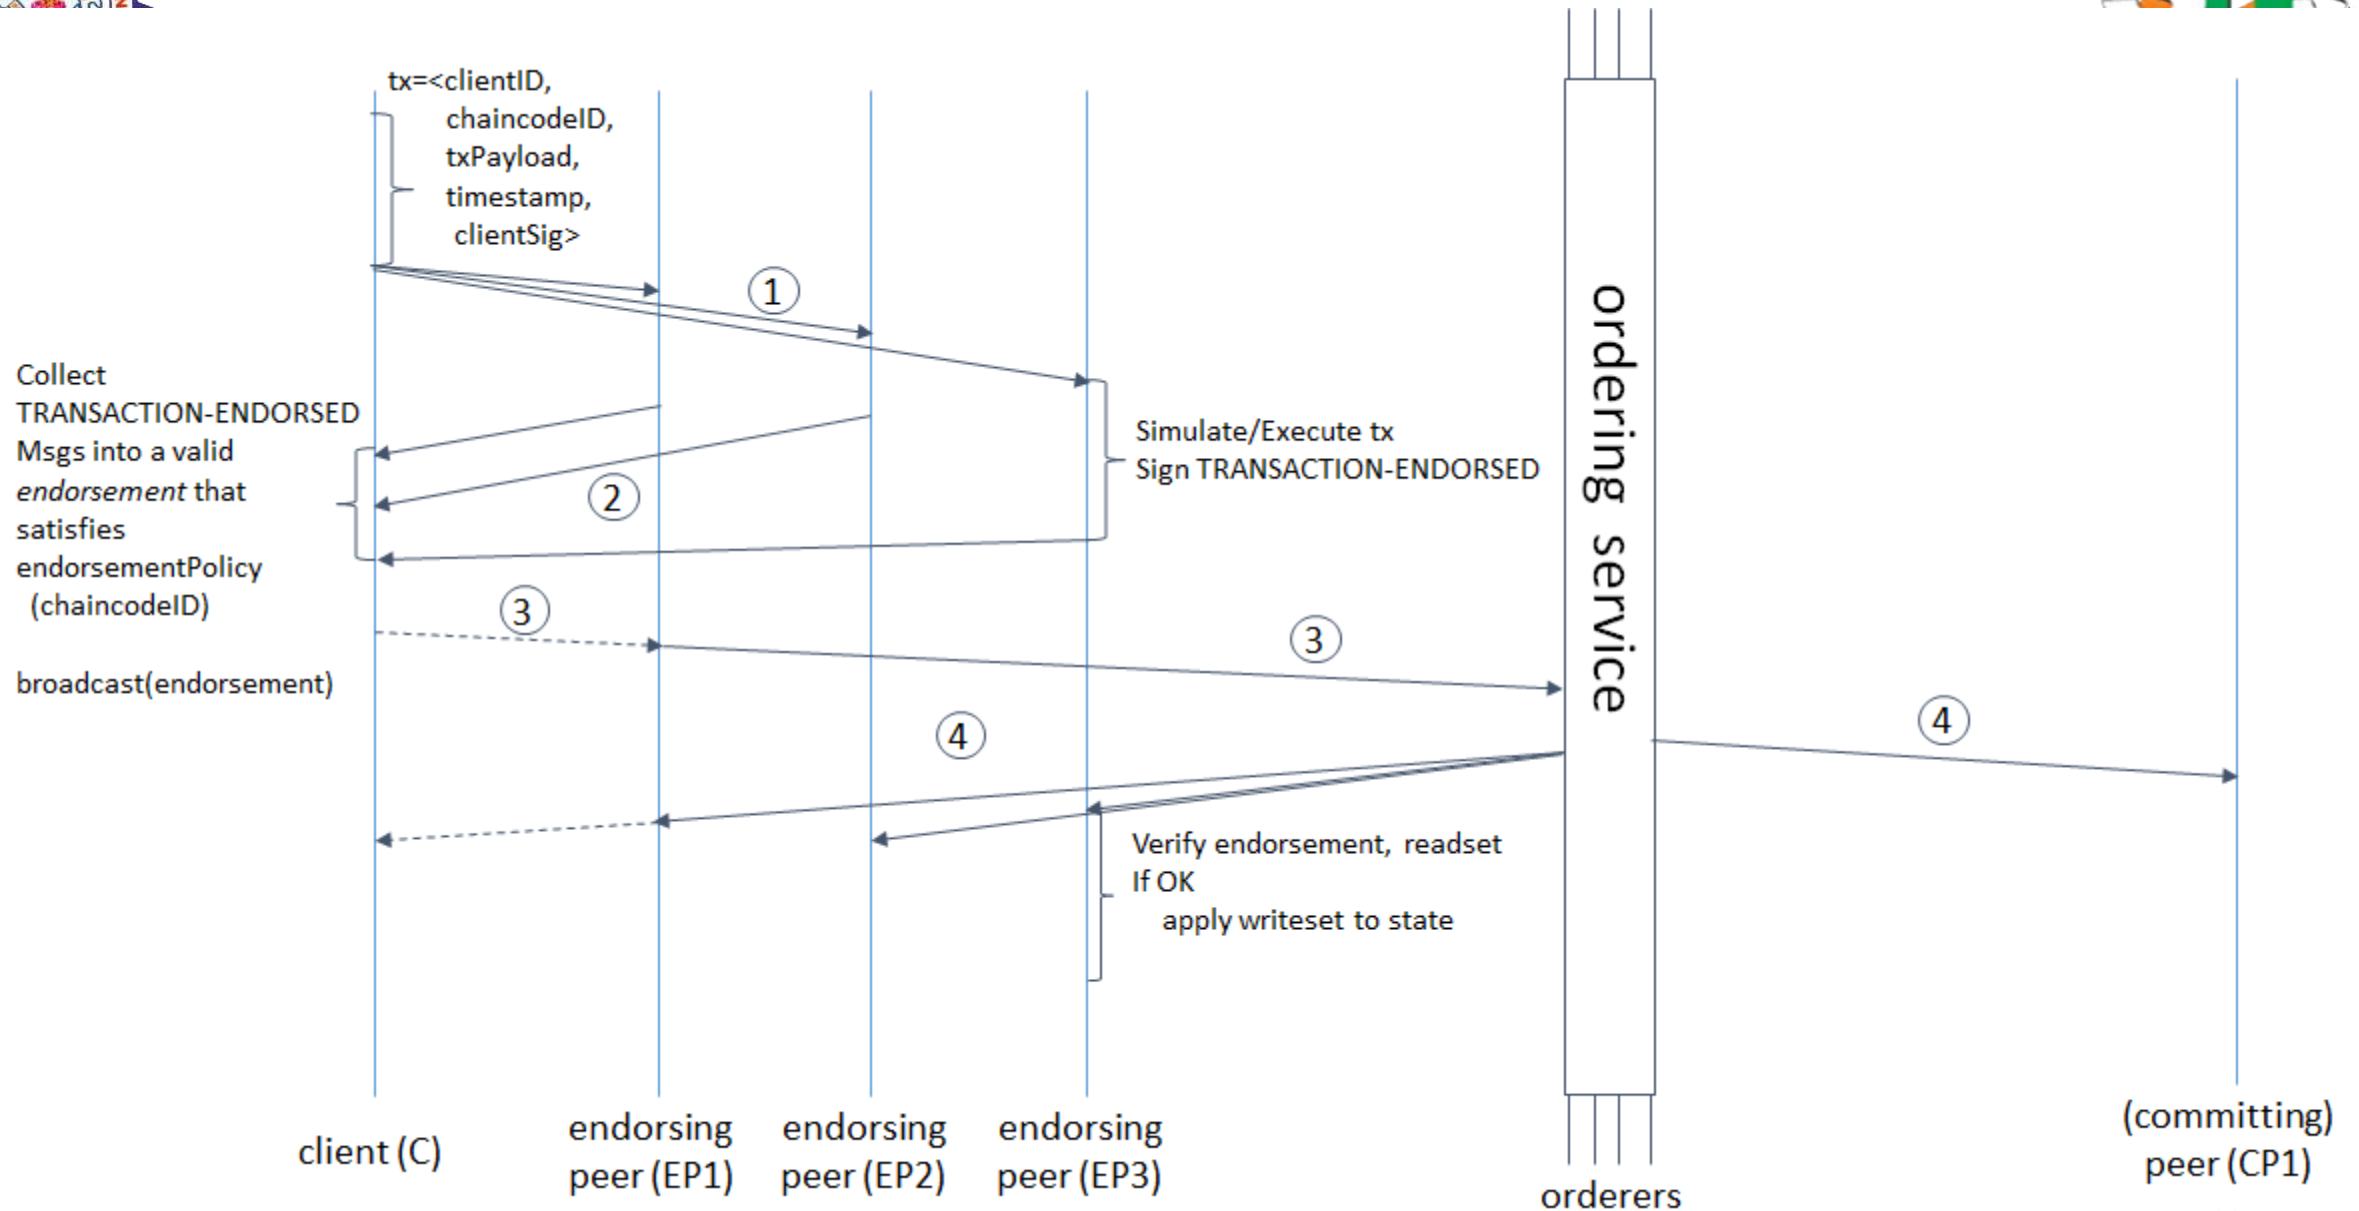 tx=<clientID,
chaincodeID,
txPayload,
timestamp,
clientSig>
1
Collect
TRANSACTION-ENDORSED
Msgs into a valid
endorsement that
satisfies
endorsementPolicy
(chaincodeID)
broadcast(endorsement)
2
Simulate/Execute tx
Sign TRANSACTION-ENDORSED
3
3
ordering service
4
4
Verify endorsement, readset
If OK
apply writeset to state
client (C)
endorsing
peer (EP1)
endorsing
peer (EP2)
endorsing
peer (EP3)
orderers
(committing)
peer (CP1)